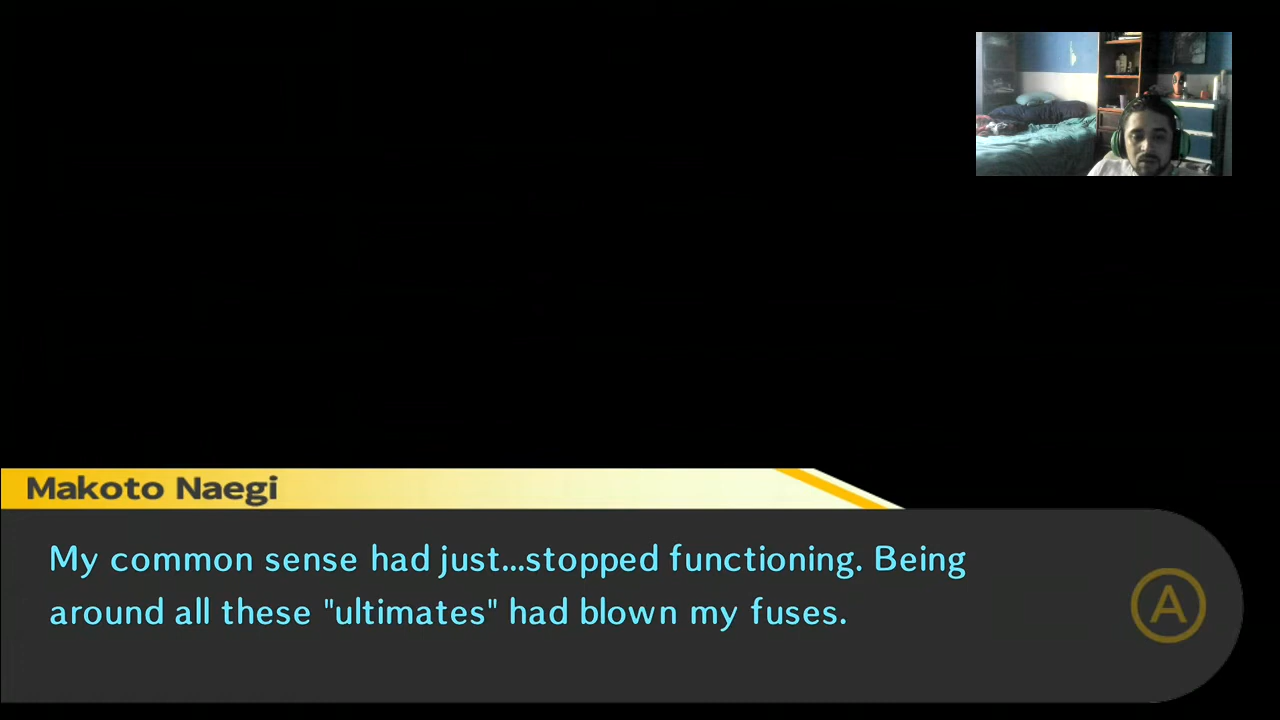 Makoto Naegi
My common sense had just...stopped functioning. Being
around all these "ultimates" had blown my fuses.
A